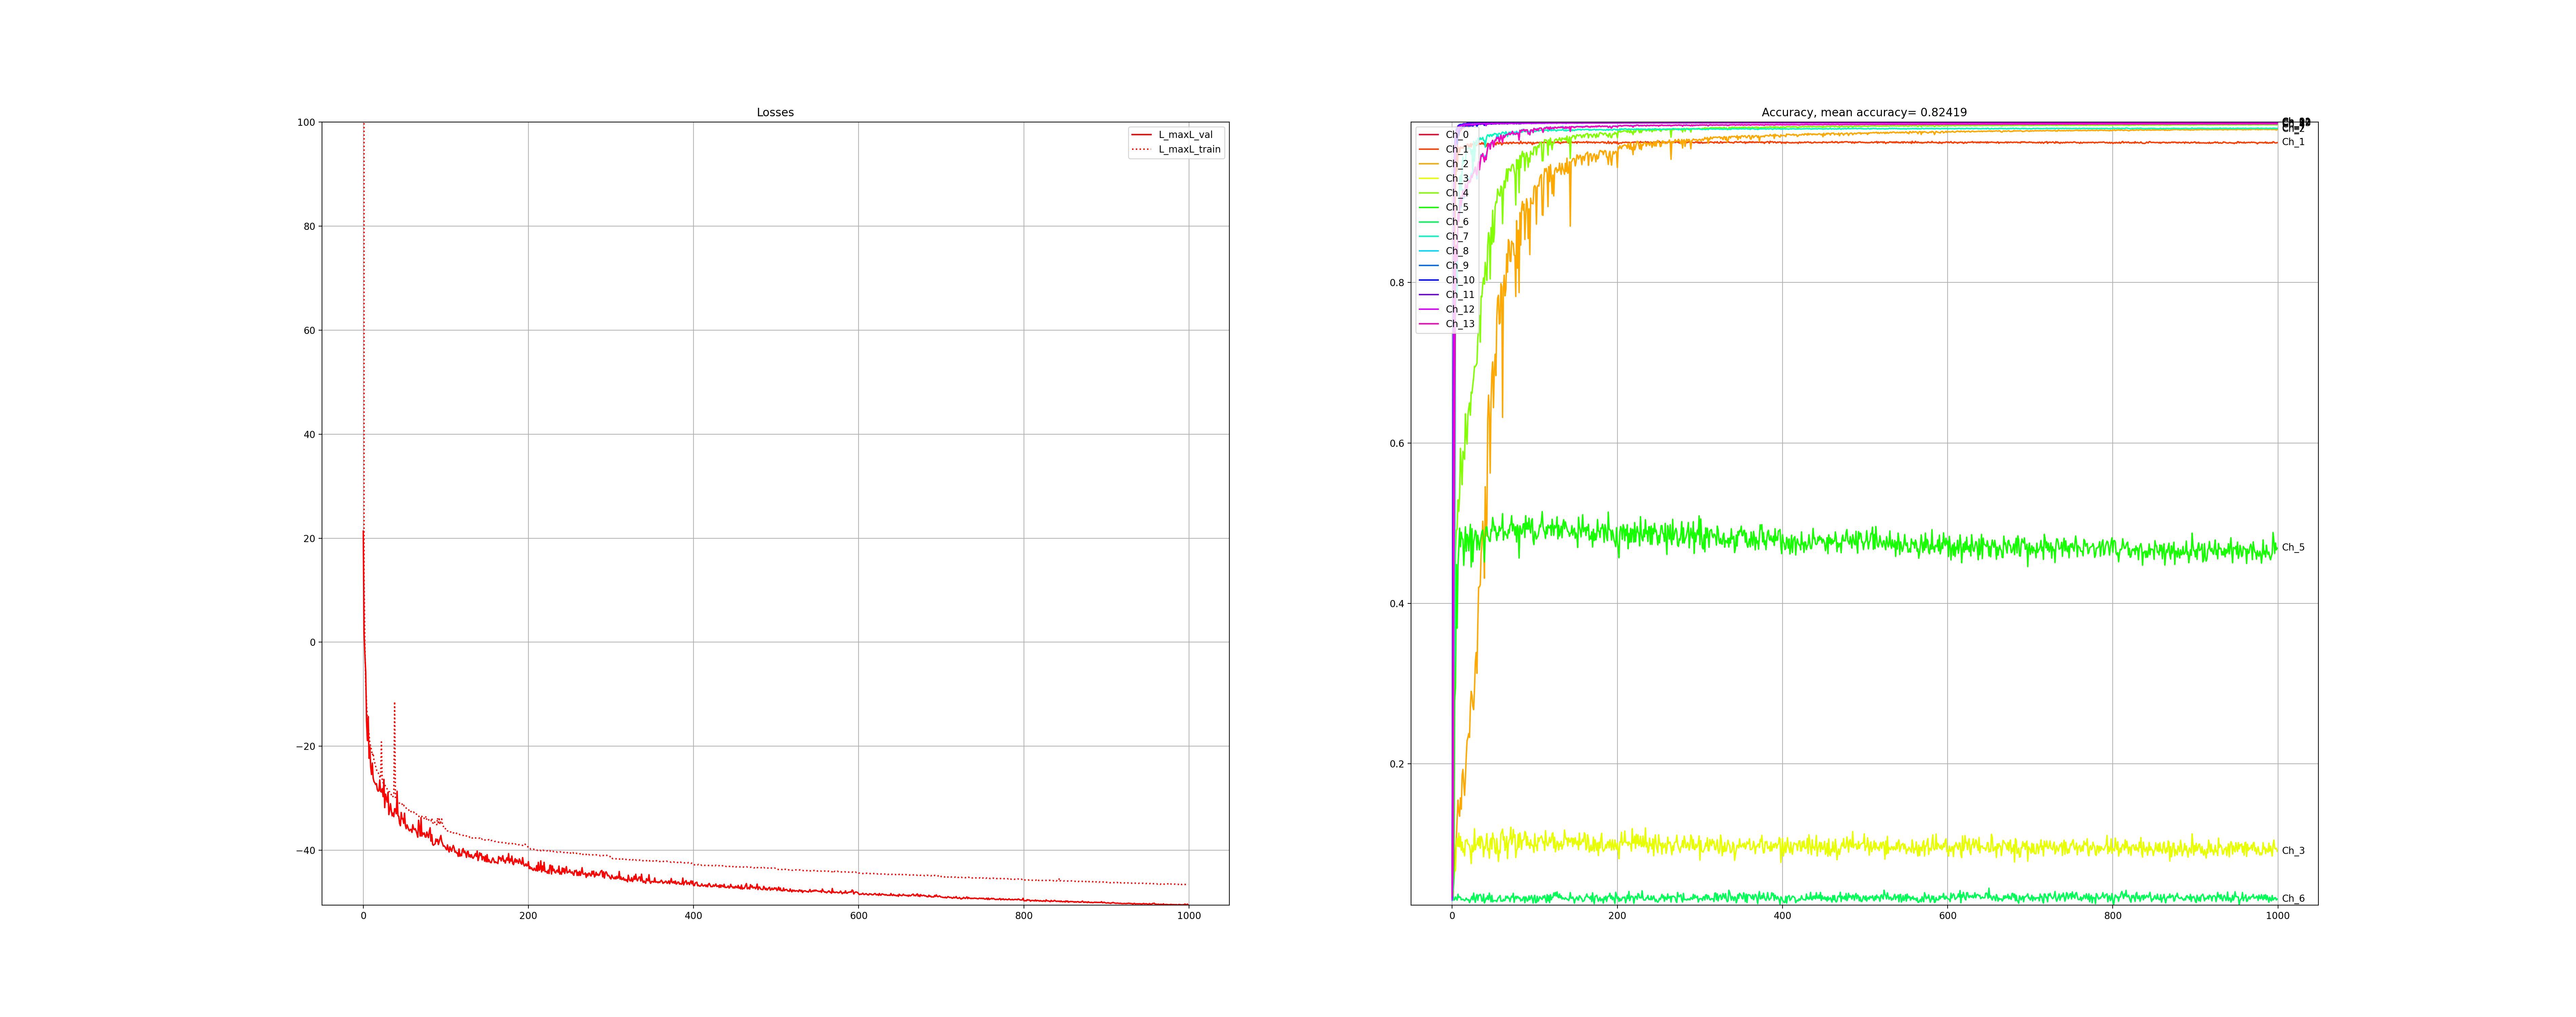 Losses
100
80
60
40
20
0
−20
−40
0
200
400
600
800
1000
L_maxL_val
L_maxL_train
Accuracy, mean accuracy= 0.82419
0.8
0.6
0.4
0.2
0
200
400
600
800
1000
Ch_0
Ch_1
Ch_2
Ch_3
Ch_4
Ch_5
Ch_6
Ch_7
Ch_8
Ch_9
Ch_10
Ch_11
Ch_12
Ch_13
Ch_2
Ch_1
Ch_5
Ch_3
Ch_6